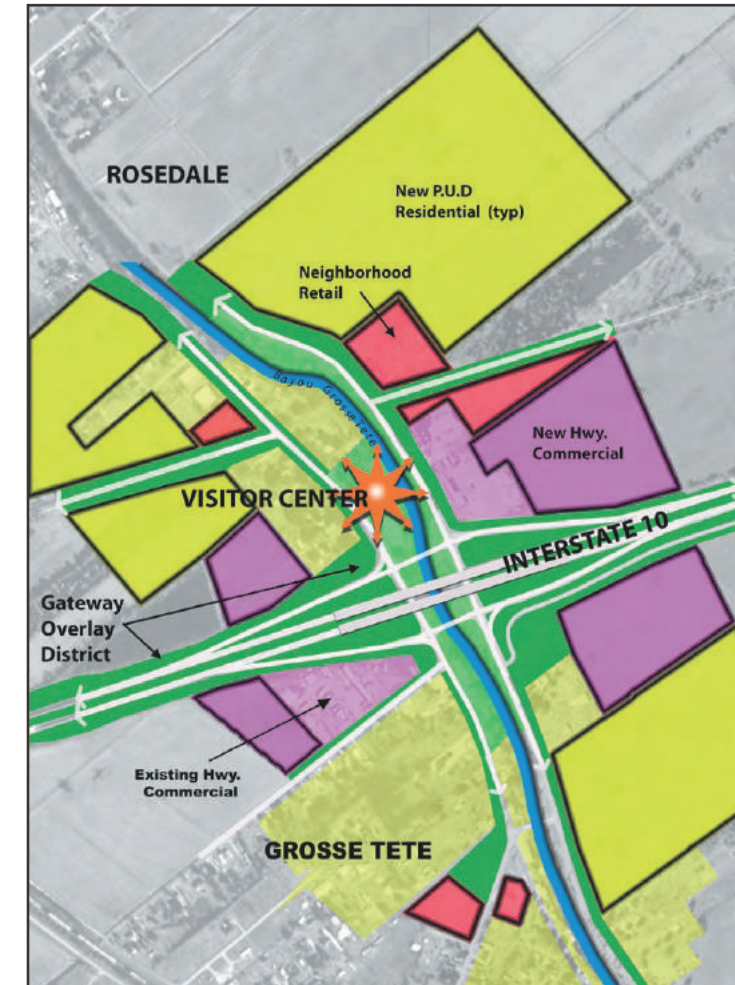 ROSEDALE
New P.U.D
Residential (typ)
Neighborhood
Retail
Bayou Grosse Tete
New Hwy.
Commercial
VISITOR CENTER
INTERSTATE 10
Gateway
Overlay
District
Existing Hwy.
Commercial
GROSSE TETE